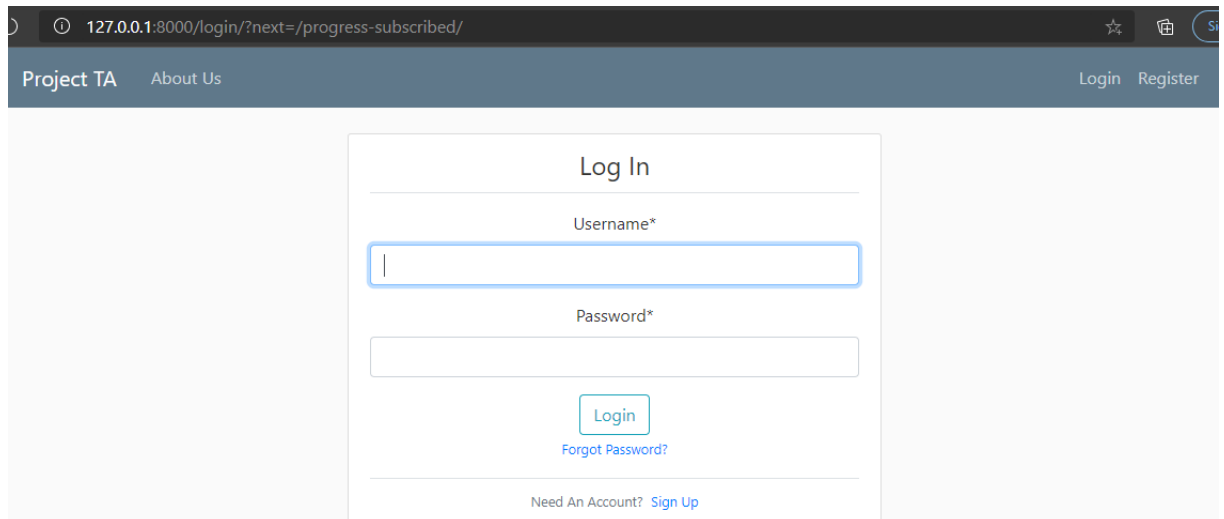 127.0.0.1:8000/login/?next=/progress-subscribed/
Project TA About Us Login Register
Log In
Username*
Password*
Login
Forgot Password?
Need An Account? Sign Up